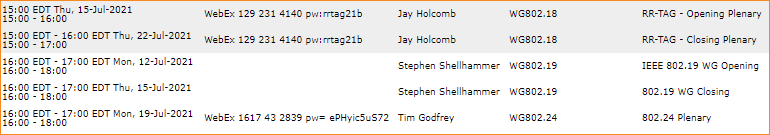 15:00 EDT Thu, 15-Jul-2021
15:00 - 16:00 WebEx 129 231 4140 pw:rrtag21b Jay Holcomb WG802.18 RR-TAG - Opening Plenary
15:00 EDT - 16:00 EDT Thu, 22-Jul-2021
15:00 - 17:00 WebEx 129 231 4140 pw:rrtag21b Jay Holcomb WG802.18 RR-TAG - Closing Plenary
16:00 EDT - 17:00 EDT Mon, 12-Jul-2021
16:00 - 18:00 Stephen Shellhammer WG802.19 IEEE 802.19 WG Opening
16:00 EDT - 17:00 EDT Thu, 15-Jul-2021
16:00 - 18:00 Stephen Shellhammer WG802.19 802.19 WG Closing
16:00 EDT - 17:00 EDT Mon, 19-Jul-2021
16:00 - 18:00 WebEx 1617 43 2839 pw= ePHyic5uS72 Tim Godfrey WG802.24 802.24 Plenary